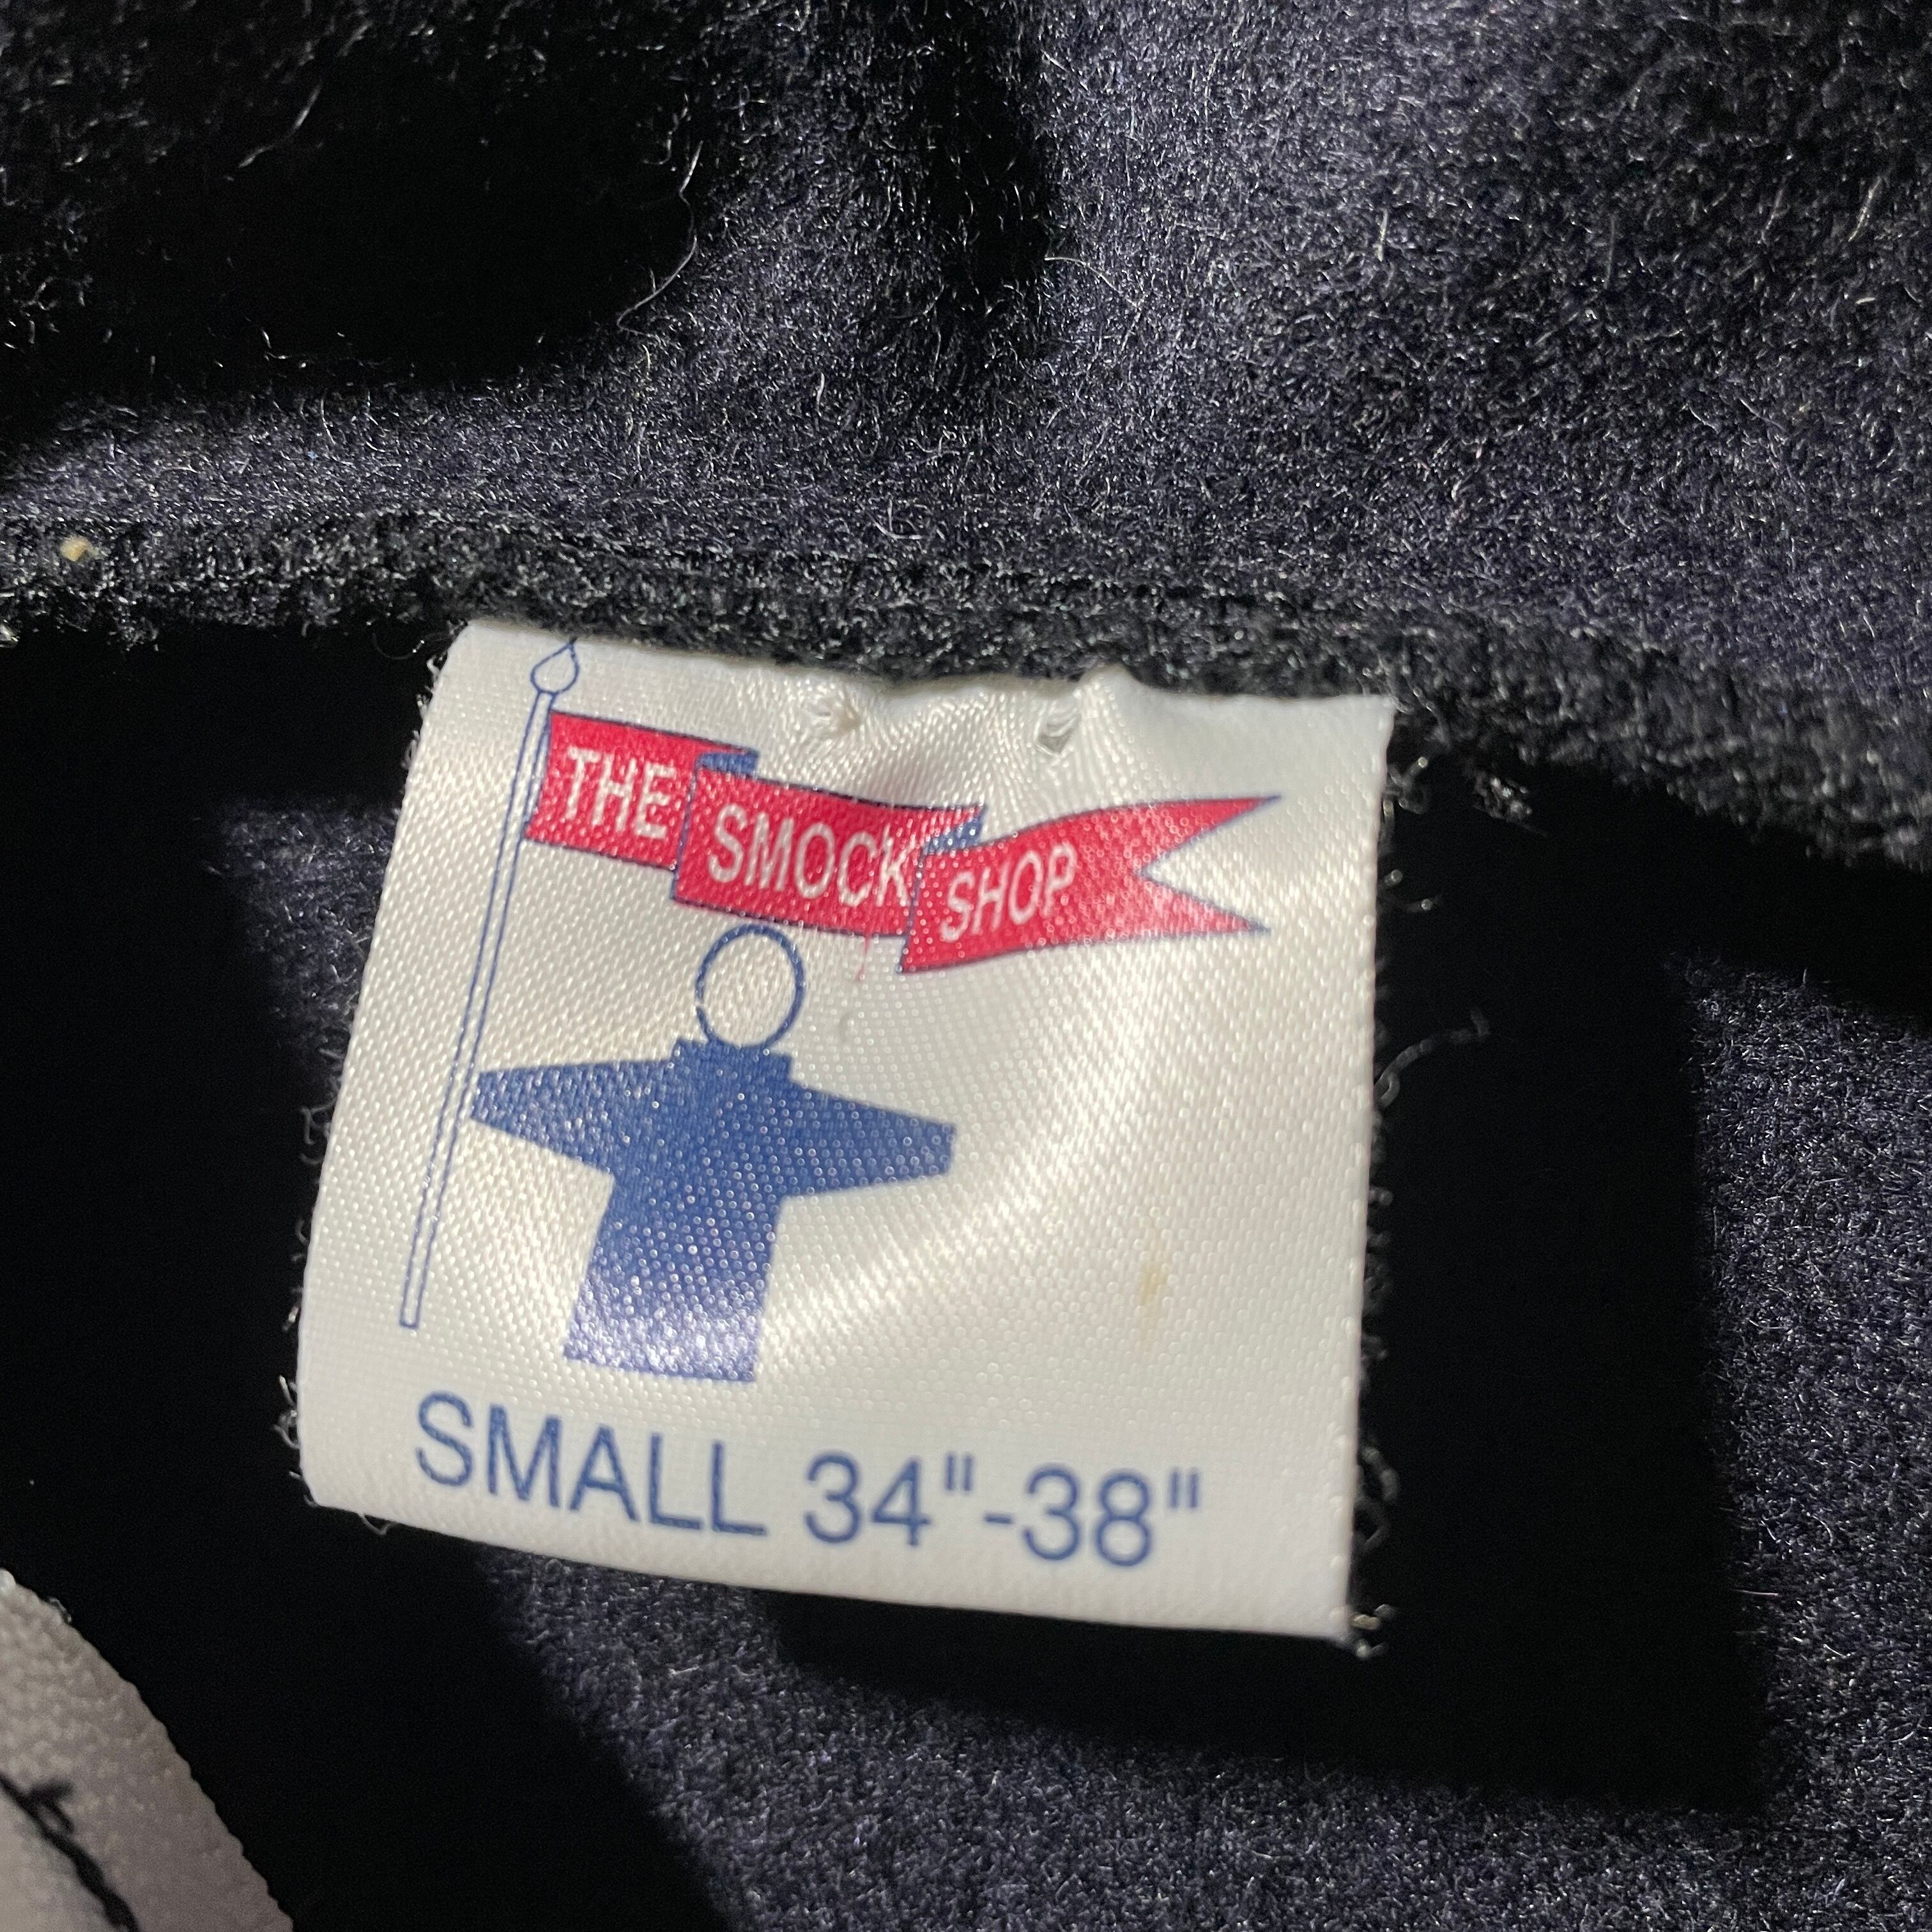 THE SMOCK SHOP
SMALL 34"-38"